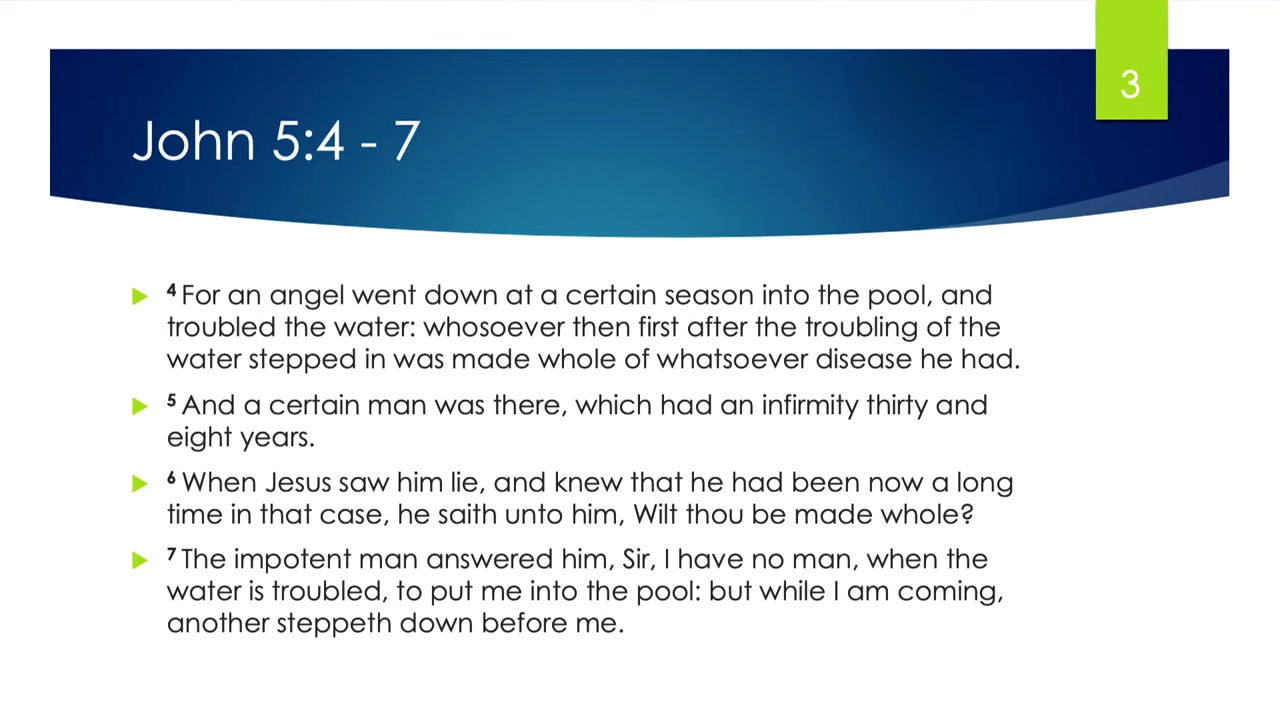 3
John 5:4 - 7
4 For an angel went down at a certain season into the pool, and
troubled the water: whosoever then first after the troubling of the
water stepped in was made whole of whatsoever disease he had.
5 And a certain man was there, which had an infirmity thirty and
eight years.
6 When Jesus saw him lie, and knew that he had been now a long
time in that case, he saith unto him, Wilt thou be made whole?
7 The impotent man answered him, Sir, I have no man, when the
water is troubled, to put me into the pool: but while I am coming,
another steppeth down before me.